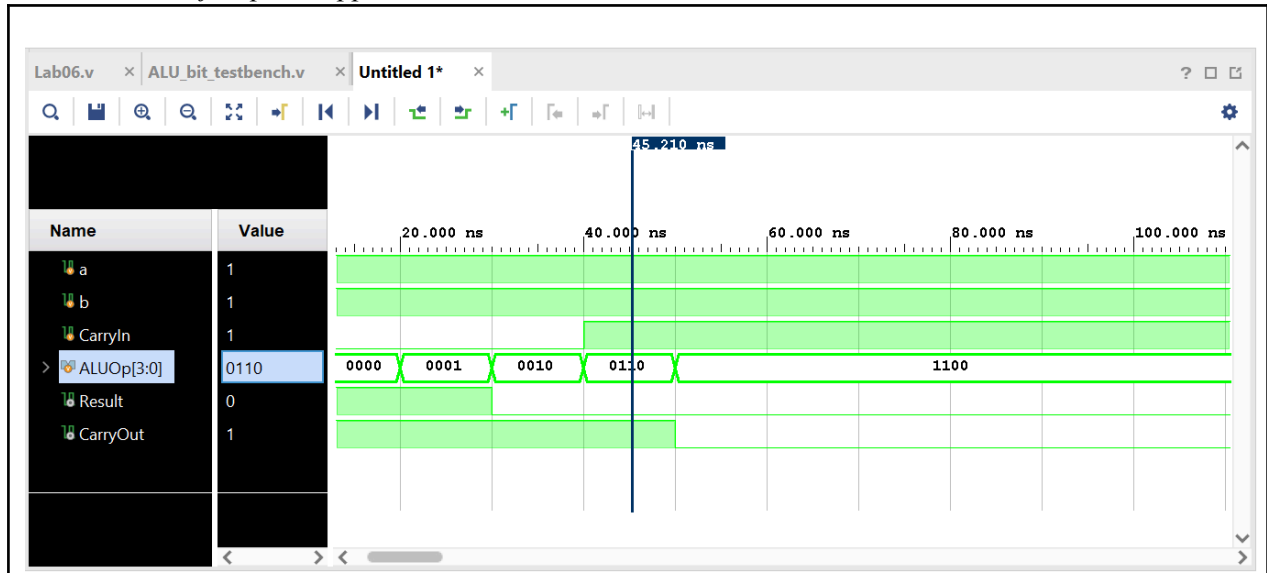 Lab06.v × ALU_bit_testbench.v × Untitled 1* ×
45.210 ns
Name Value
20.000 ns 40.000 ns 60.000 ns 80.000 ns 100.000 ns
a 1
b 1
CarryIn 1
ALUOp[3:0] 0110 0000 0001 0010 0110 1100
Result 0
CarryOut 1